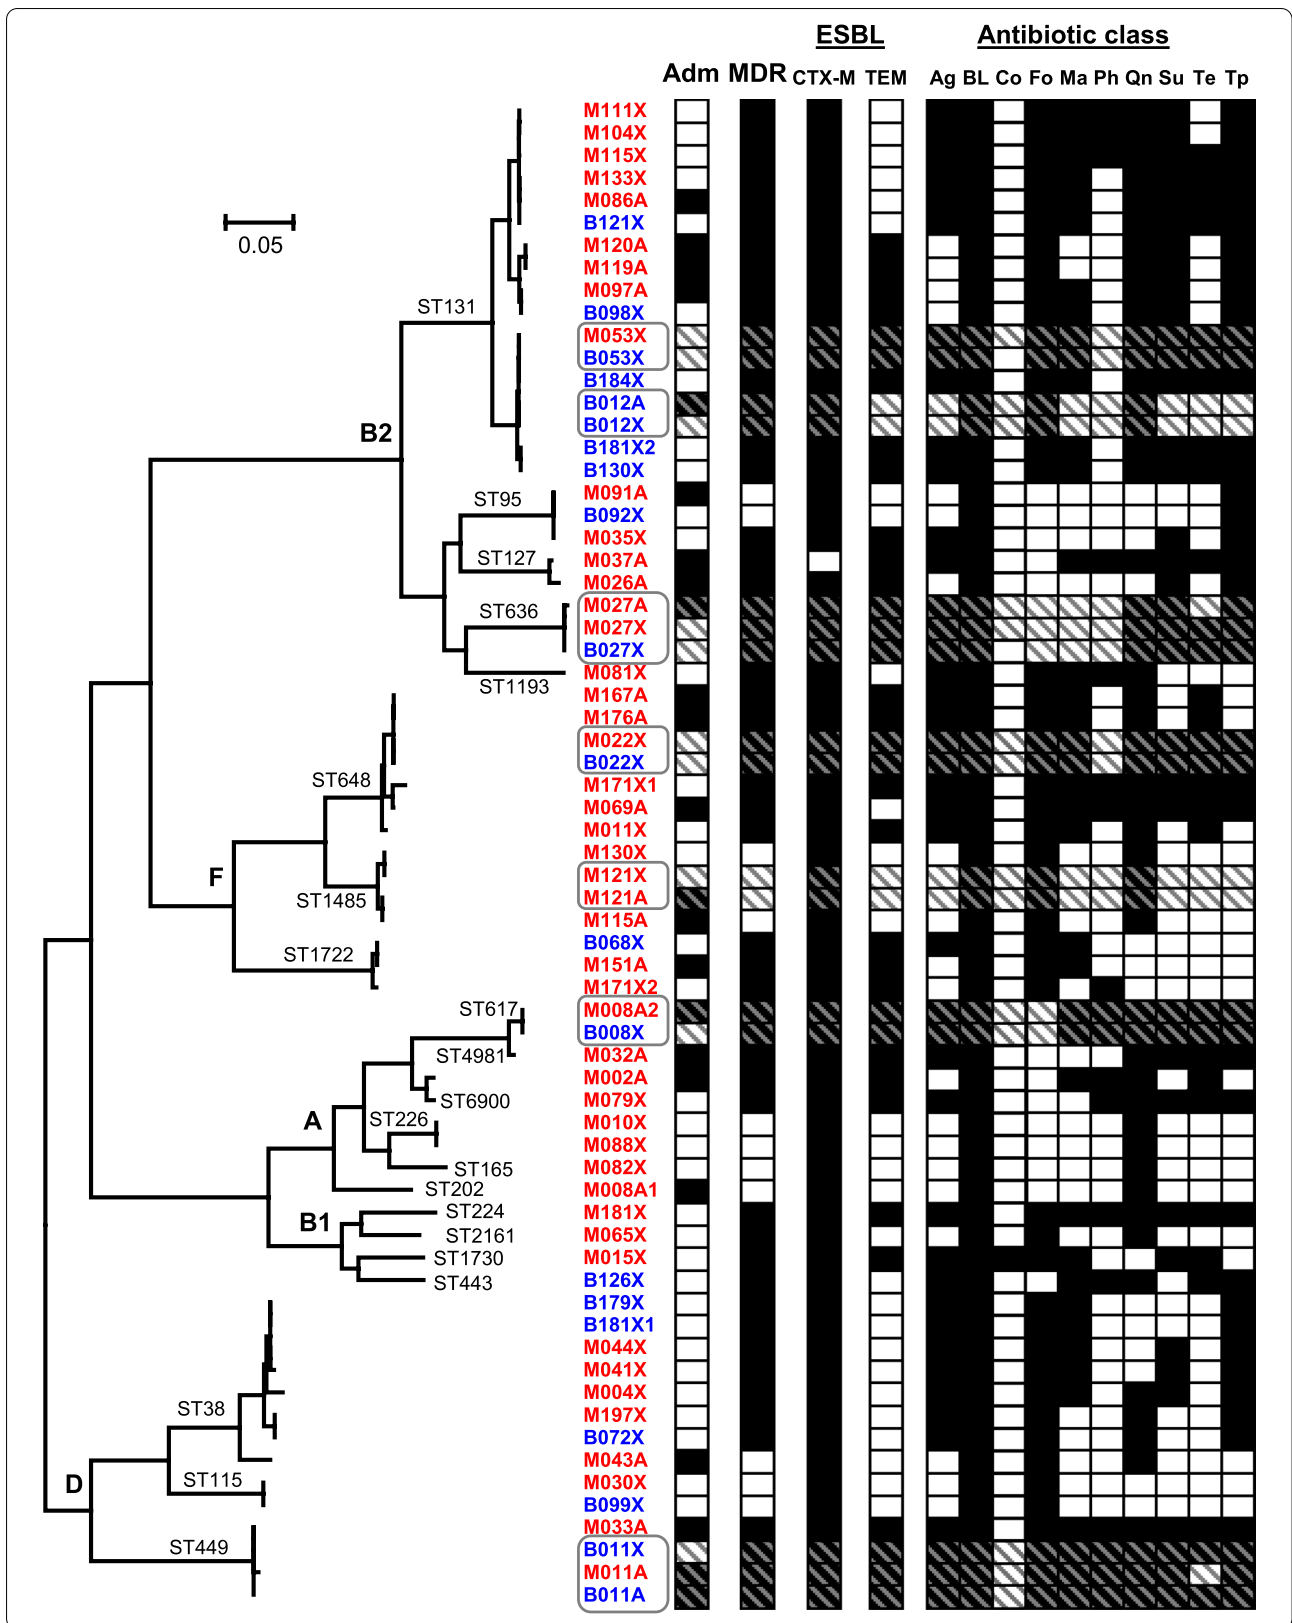 ESBL Antibiotic class
Adm MDR CTX-M TEM Ag BL Co Fo Ma Ph Qn Su Te Tp
M111X
M104X
M115X
M133X
M086A
B121X
0.05
M120A
M119A
M097A
ST131
B098X
M053X
B053X
B184X
B012A
B012X
B2
B181X2
B130X
ST95
M091A
B092X
M035X
ST127
M037A
M026A
ST636
M027A
M027X
B027X
M081X
ST1193
M167A
M176A
M022X
B022X
ST648
M171X1
M069A
M011X
M130X
F
M121X
M121A
ST1485
M115A
B068X
ST1722
M151A
M171X2
ST617
M008A2
B008X
ST4981
M032A
M002A
ST6900
M079X
A
ST226
M010X
M088X
ST165
M082X
ST202
M008A1
ST224
M181X
B1
ST2161
M065X
ST1730
M015X
ST443
B126X
B179X
B181X1
M044X
M041X
M004X
ST38
M197X
B072X
M043A
D
ST115
M030X
B099X
M033A
ST449
B011X
M011A
B011A